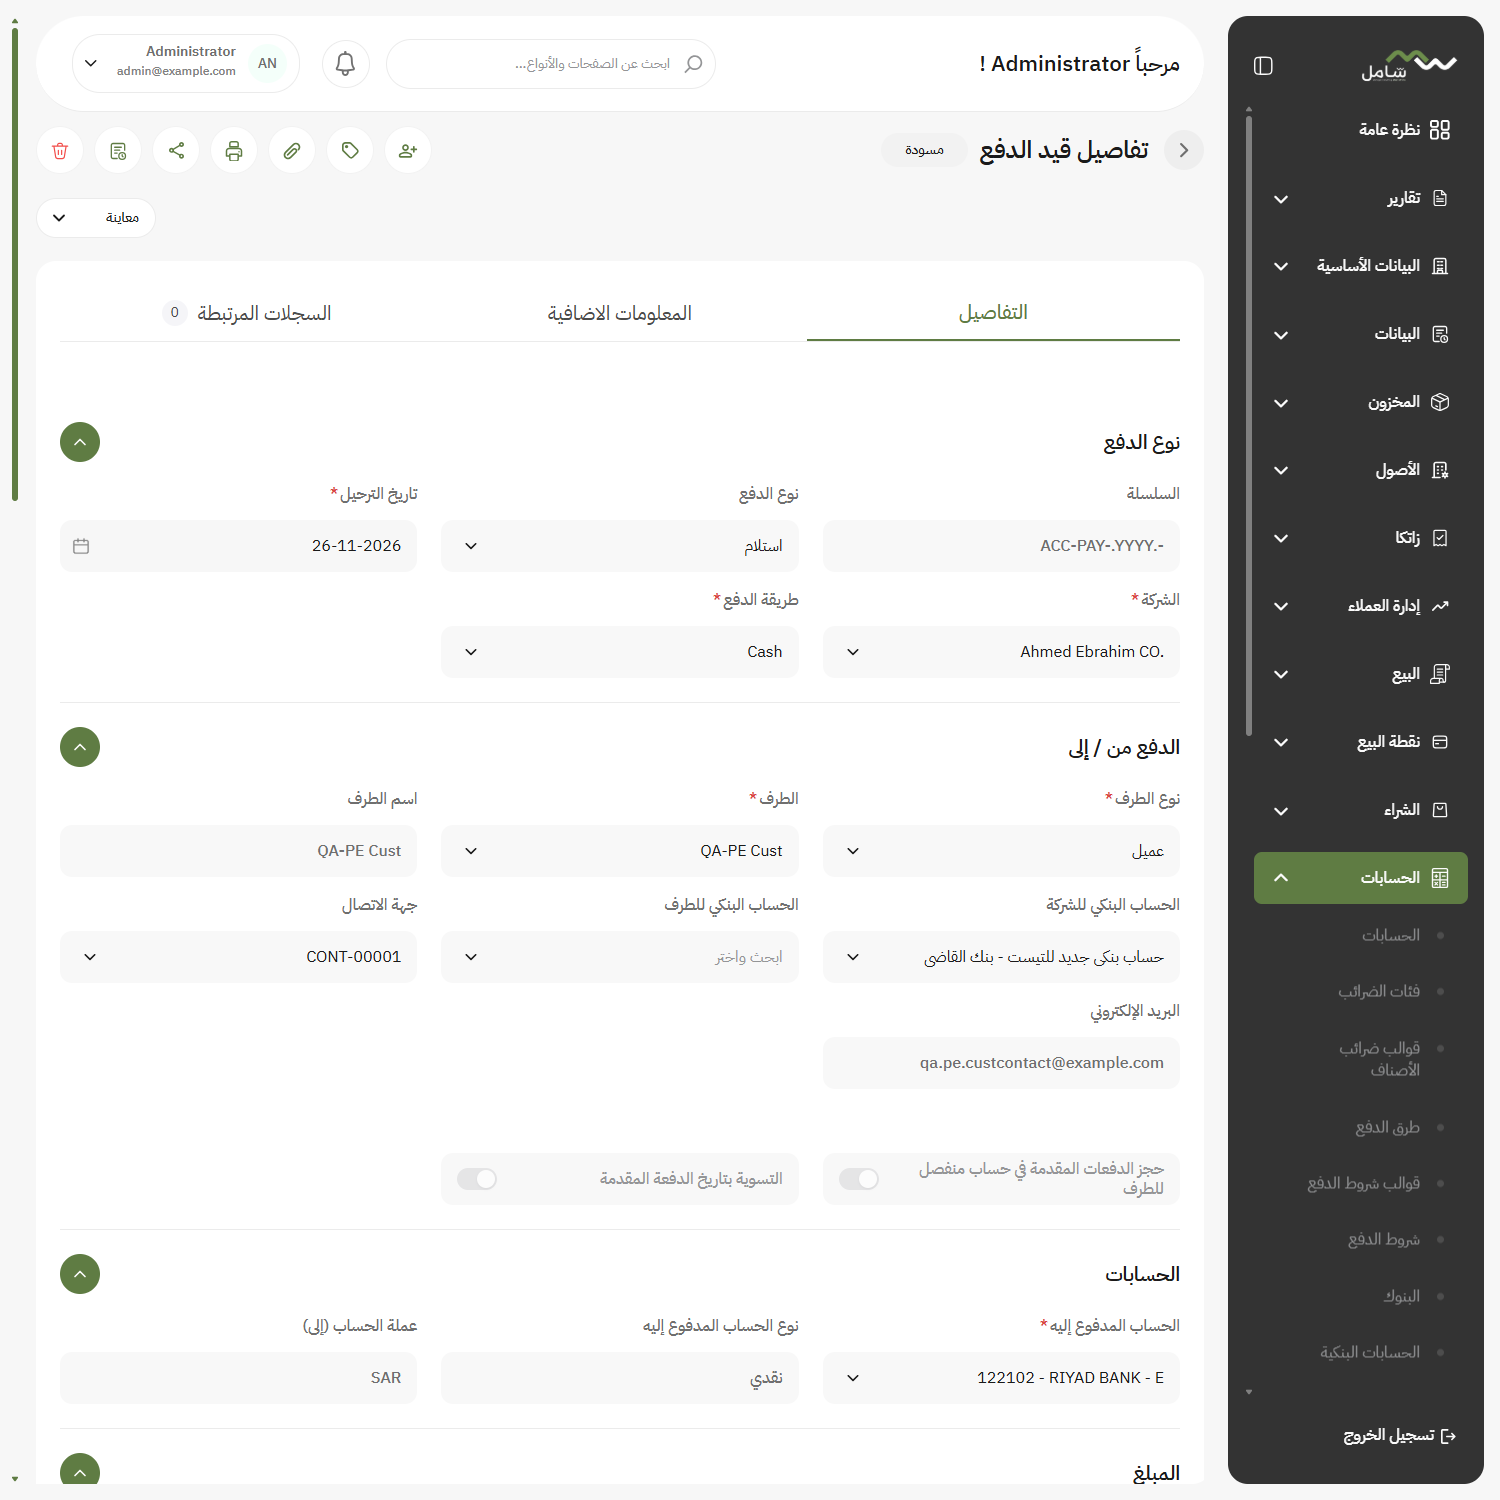 شامل
نظرة عامة
تقارير
البيانات الأساسية
البيانات
المخزون
الأصول
زاتكا
إدارة العملاء
البيع
نقطة البيع
الشراء
الحسابات
الحسابات
فئات الضرائب
قوالب ضرائب
الأصناف
طرق الدفع
قوالب شروط الدفع
شروط الدفع
البنوك
الحسابات البنكية
تسجيل الخروج
مرحباً Administrator !
ابحث عن الصفحات والأنواع...
AN
Administrator
admin@example.com
تفاصيل قيد الدفع
مسودة
معاينة
التفاصيل
المعلومات الاضافية
السجلات المرتبطة 0
نوع الدفع
السلسلة
نوع الدفع
تاريخ الترحيل *
ACC-PAY-.YYYY.-
استلام
26-11-2026
الشركة *
طريقة الدفع *
Ahmed Ebrahim CO.
Cash
الدفع من / إلى
نوع الطرف *
الطرف *
اسم الطرف
عميل
QA-PE Cust
QA-PE Cust
الحساب البنكي للشركة
الحساب البنكي للطرف
جهة الاتصال
حساب بنكى جديد للتيست - بنك القاضى
ابحث واختر
CONT-00001
البريد الإلكتروني
qa.pe.custcontact@example.com
حجز الدفعات المقدمة في حساب منفصل
للطرف
التسوية بتاريخ الدفعة المقدمة
الحسابات
الحساب المدفوع إليه *
نوع الحساب المدفوع إليه
عملة الحساب (إلى)
122102 - RIYAD BANK - E
نقدي
SAR
المبلغ